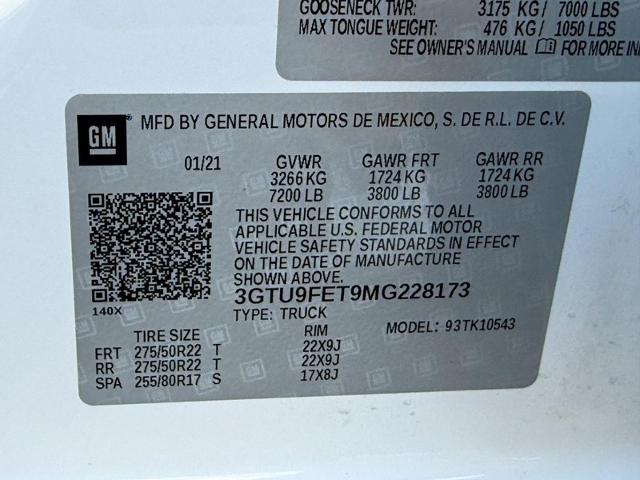 GOOSENECK TWR: 3175 KG / 7000 LBS
MAX TONGUE WEIGHT: 476 KG / 1050 LBS
SEE OWNER'S MANUAL FOR MORE IN
GM
MFD BY GENERAL MOTORS DE MEXICO, S. DE R.L. DE C.V.
01/21 GVWR GAWR FRT GAWR RR
3266 KG 1724 KG 1724 KG
7200 LB 3800 LB 3800 LB
THIS VEHICLE CONFORMS TO ALL
APPLICABLE U.S. FEDERAL MOTOR
VEHICLE SAFETY STANDARDS IN EFFECT
ON THE DATE OF MANUFACTURE
SHOWN ABOVE.
3GTU9FET9MG228173
140X TYPE: TRUCK MODEL: 93TK10543
TIRE SIZE RIM
FRT 275/50R22 T 22X9J
RR 275/50R22 T 22X9J
SPA 255/80R17 S 17X8J